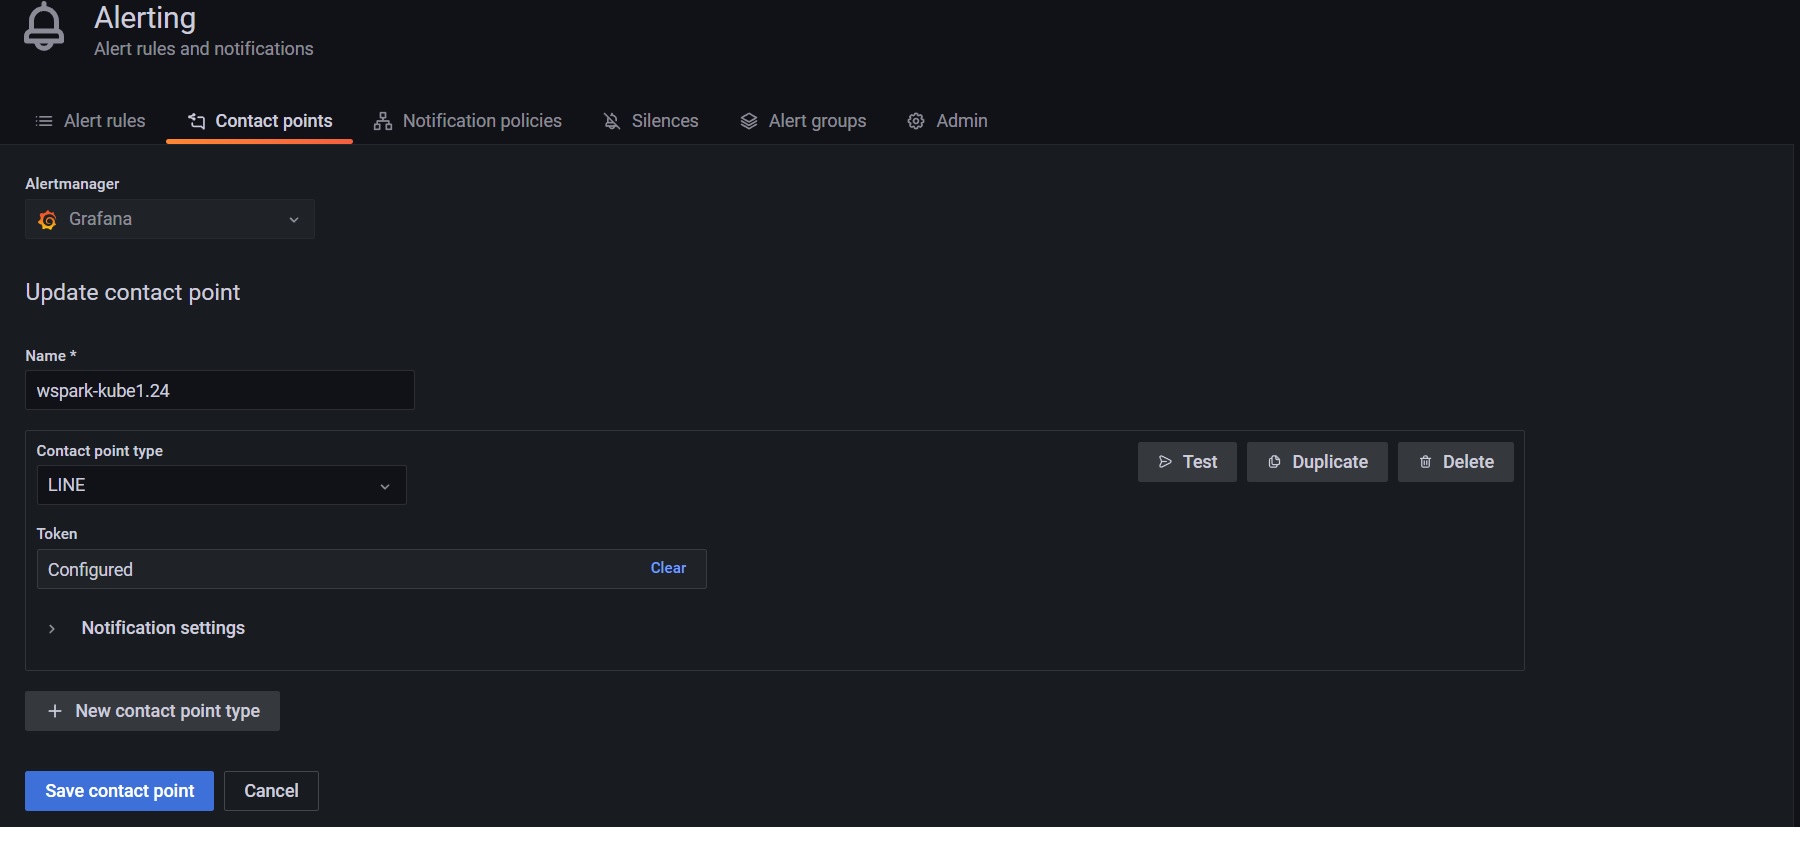 Alerting
Alert rules and notifications
Alert rules
Contact points
Notification policies
Silences
Alert groups
Admin
Alertmanager
Grafana
Update contact point
Name *
wspark-kube1.24
Contact point type
LINE
Test
Duplicate
Delete
Token
Configured
Clear
Notification settings
New contact point type
Save contact point
Cancel